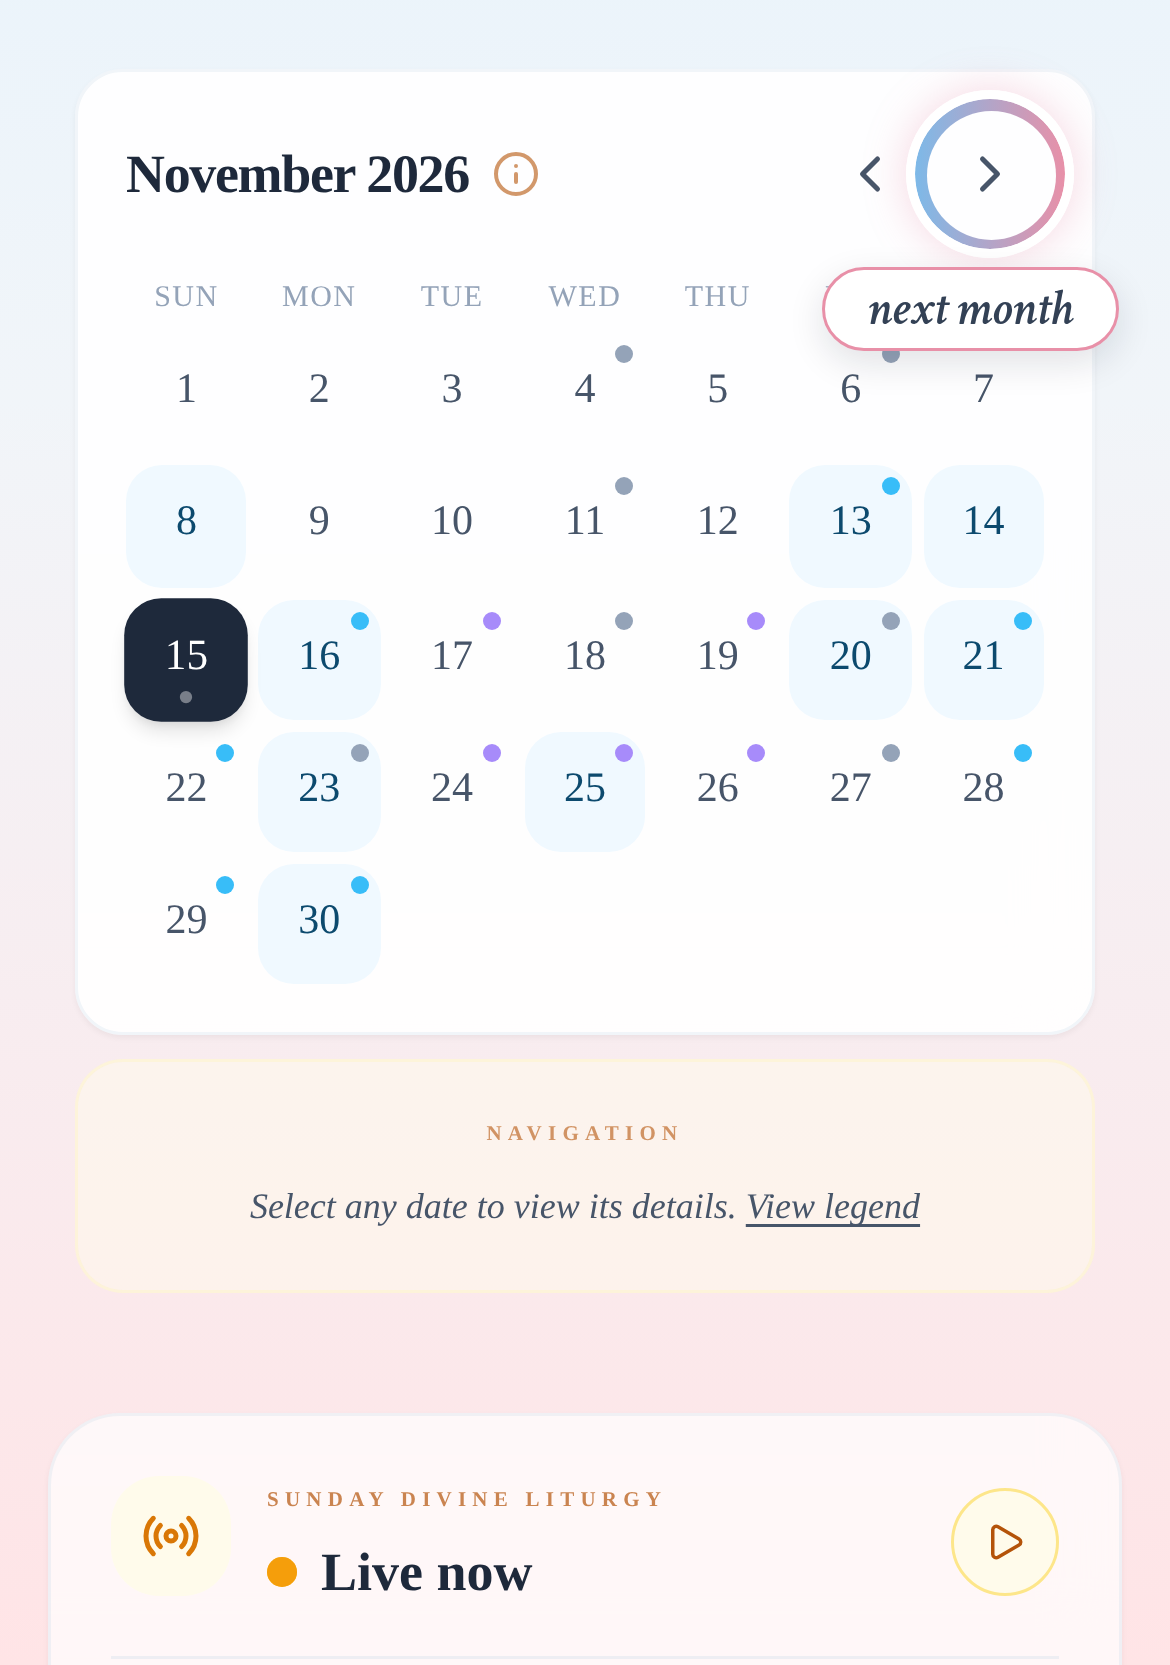 November 2026
next month
SUN MON TUE WED THU
1 2 3 4 5 6 7
8 9 10 11 12 13 14
15 16 17 18 19 20 21
22 23 24 25 26 27 28
29 30
NAVIGATION
Select any date to view its details. View legend
SUNDAY DIVINE LITURGY
Live now